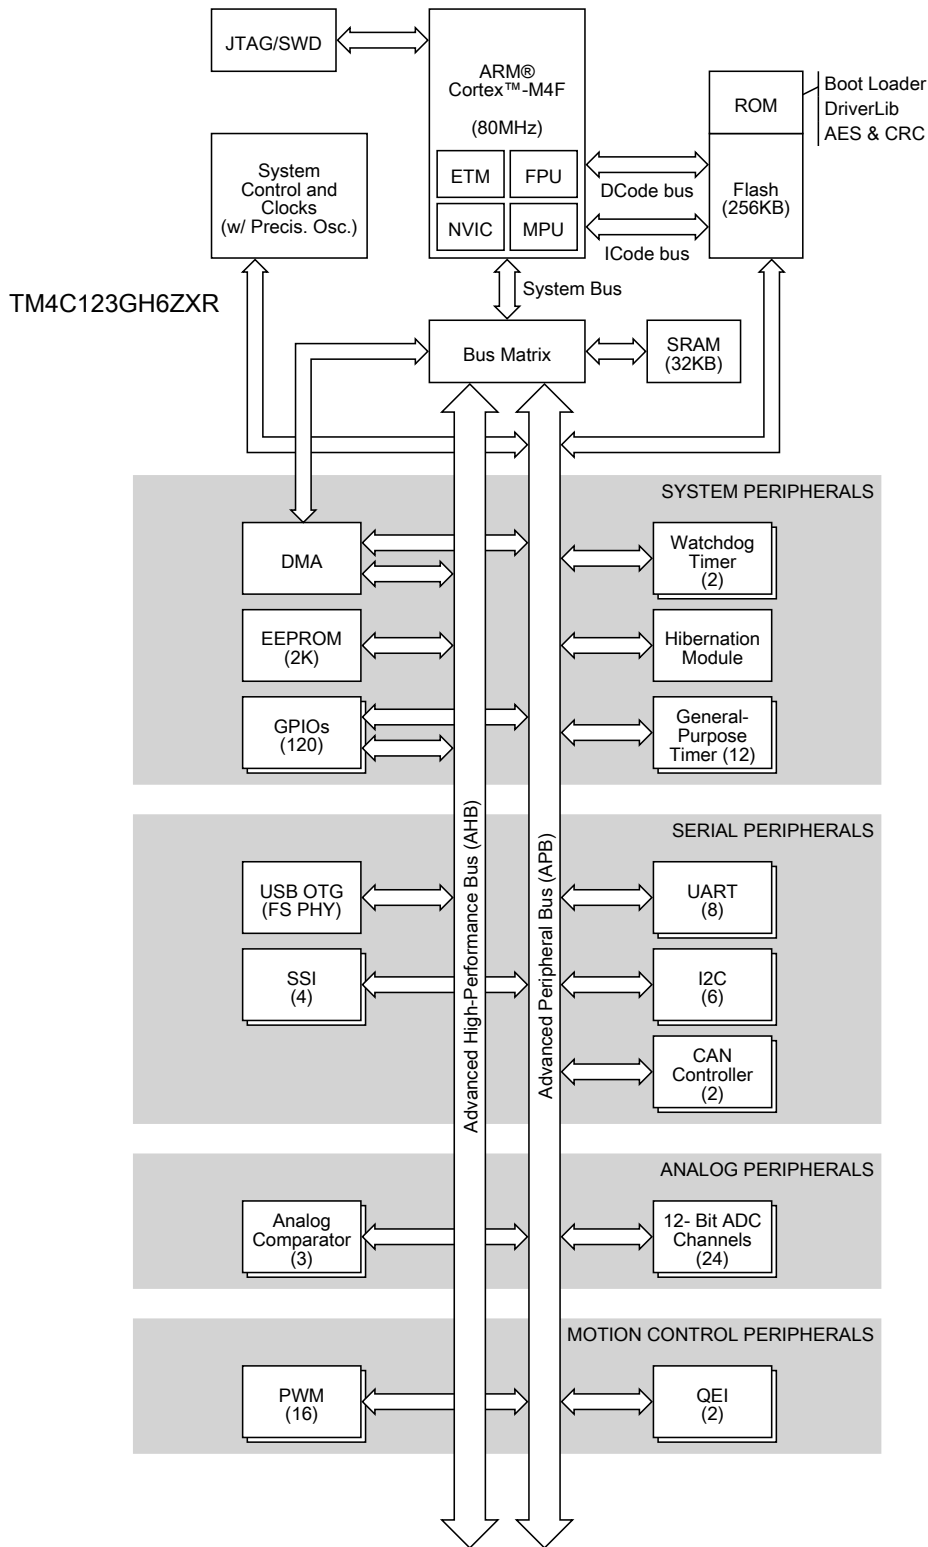 JTAG/SWD
ARM®
Cortex™-M4F
(80MHz)
ETM
FPU
NVIC
MPU
ROM
Boot Loader
DriverLib
AES & CRC
Flash
(256KB)
DCode bus
ICode bus
System
Control and
Clocks
(w/ Precis. Osc.)
TM4C123GH6ZXR
System Bus
Bus Matrix
SRAM
(32KB)
SYSTEM PERIPHERALS
DMA
Watchdog
Timer
(2)
EEPROM
(2K)
Hibernation
Module
GPIOs
(120)
General-
Purpose
Timer (12)
Advanced High-Performance Bus (AHB)
Advanced Peripheral Bus (APB)
SERIAL PERIPHERALS
USB OTG
(FS PHY)
UART
(8)
SSI
(4)
I2C
(6)
CAN
Controller
(2)
ANALOG PERIPHERALS
Analog
Comparator
(3)
12- Bit ADC
Channels
(24)
MOTION CONTROL PERIPHERALS
PWM
(16)
QEI
(2)